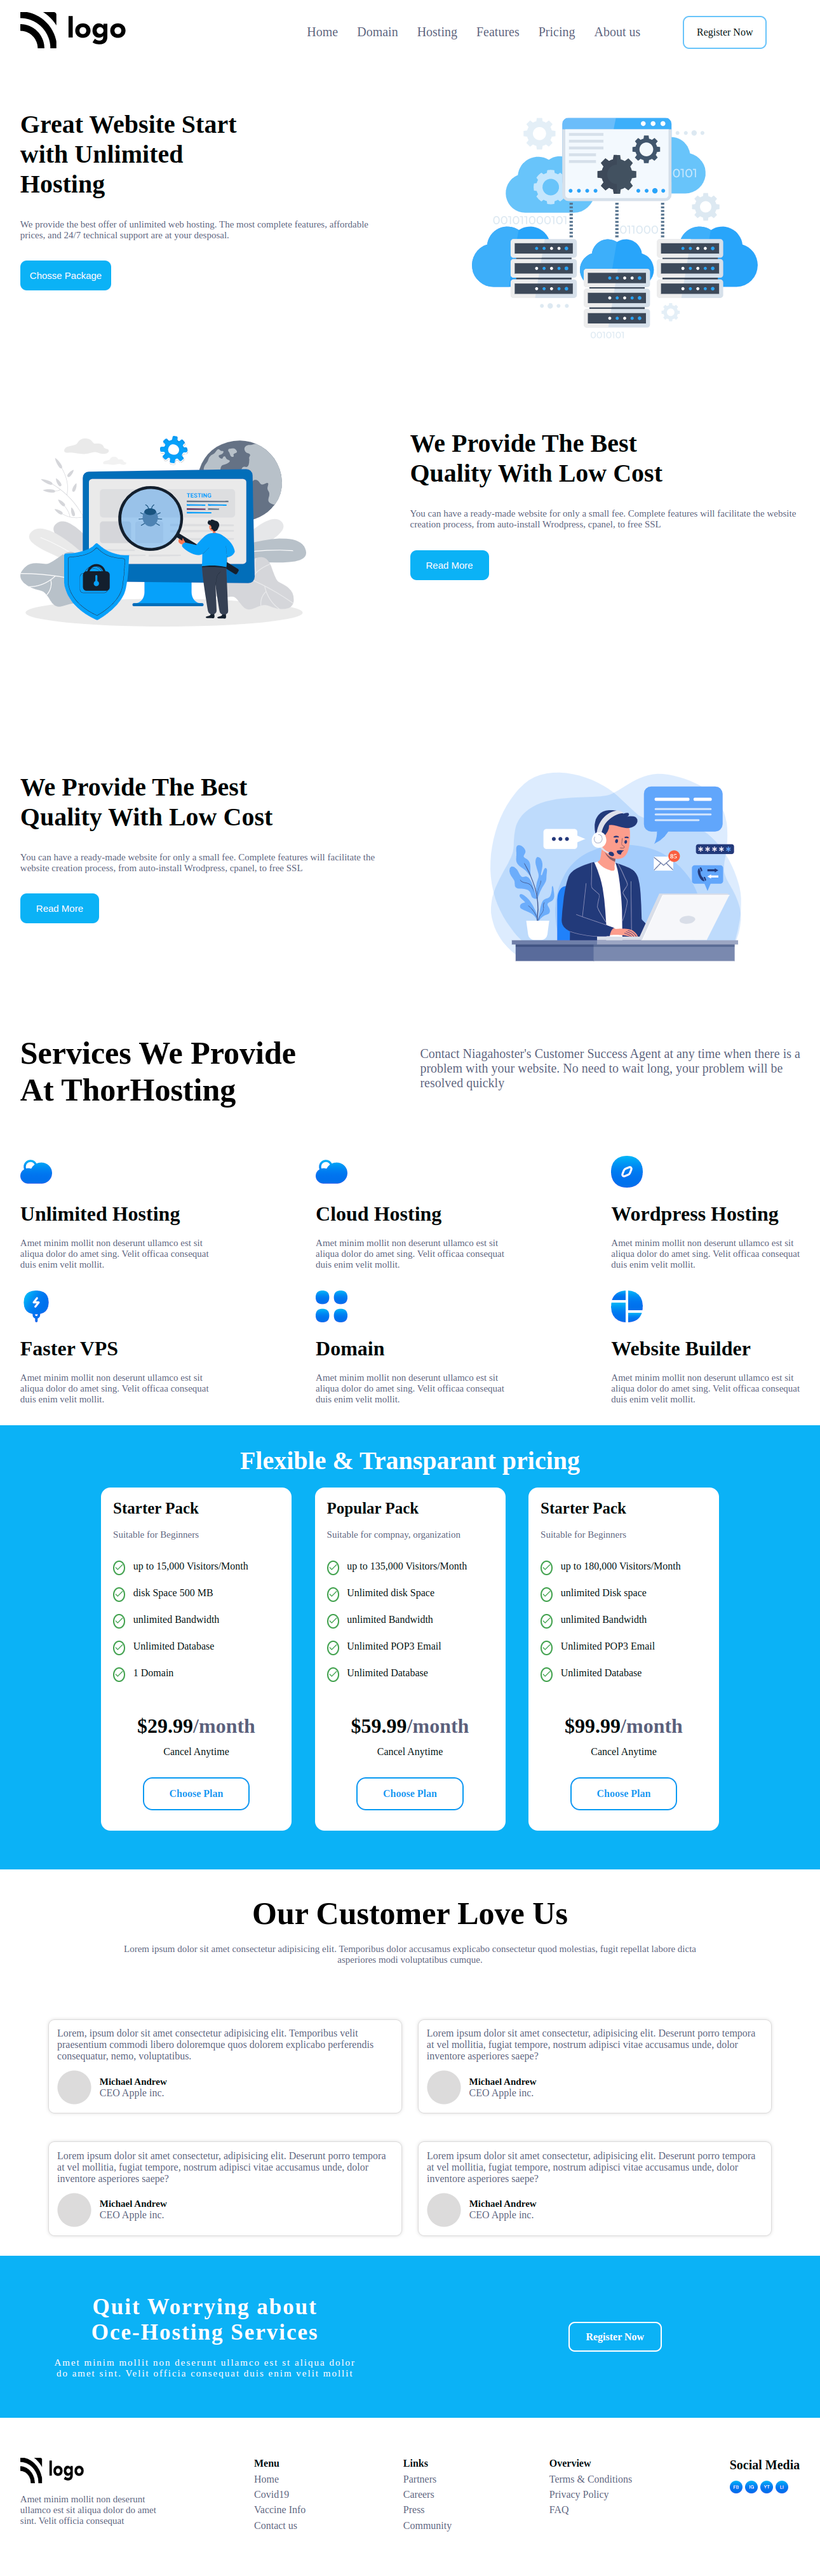 logo
Home Domain Hosting Features Pricing About us
Register Now
Great Website Start
with Unlimited
Hosting
We provide the best offer of unlimited web hosting. The most complete features, affordable
prices, and 24/7 technical support are at your desposal.
Chosse Package
0101
001011000101
011000
0010101
TESTING
We Provide The Best
Quality With Low Cost
You can have a ready-made website for only a small fee. Complete features will facilitate the website
creation process, from auto-install Wrodpress, cpanel, to free SSL
Read More
We Provide The Best
Quality With Low Cost
You can have a ready-made website for only a small fee. Complete features will facilitate the
website creation process, from auto-install Wrodpress, cpanel, to free SSL
Read More
Services We Provide
At ThorHosting
Contact Niagahoster's Customer Success Agent at any time when there is a
problem with your website. No need to wait long, your problem will be
resolved quickly
Unlimited Hosting
Amet minim mollit non deserunt ullamco est sit
aliqua dolor do amet sing. Velit officaa consequat
duis enim velit mollit.
Cloud Hosting
Amet minim mollit non deserunt ullamco est sit
aliqua dolor do amet sing. Velit officaa consequat
duis enim velit mollit.
Wordpress Hosting
Amet minim mollit non deserunt ullamco est sit
aliqua dolor do amet sing. Velit officaa consequat
duis enim velit mollit.
Faster VPS
Amet minim mollit non deserunt ullamco est sit
aliqua dolor do amet sing. Velit officaa consequat
duis enim velit mollit.
Domain
Amet minim mollit non deserunt ullamco est sit
aliqua dolor do amet sing. Velit officaa consequat
duis enim velit mollit.
Website Builder
Amet minim mollit non deserunt ullamco est sit
aliqua dolor do amet sing. Velit officaa consequat
duis enim velit mollit.
Flexible & Transparant pricing
Starter Pack
Suitable for Beginners
up to 15,000 Visitors/Month
disk Space 500 MB
unlimited Bandwidth
Unlimited Database
1 Domain
$29.99/month
Cancel Anytime
Choose Plan
Popular Pack
Suitable for compnay, organization
up to 135,000 Visitors/Month
Unlimited disk Space
unlimited Bandwidth
Unlimited POP3 Email
Unlimited Database
$59.99/month
Cancel Anytime
Choose Plan
Starter Pack
Suitable for Beginners
up to 180,000 Visitors/Month
unlimited Disk space
unlimited Bandwidth
Unlimited POP3 Email
Unlimited Database
$99.99/month
Cancel Anytime
Choose Plan
Our Customer Love Us
Lorem ipsum dolor sit amet consectetur adipisicing elit. Temporibus dolor accusamus explicabo consectetur quod molestias, fugit repellat labore dicta
asperiores modi voluptatibus cumque.
Lorem, ipsum dolor sit amet consectetur adipisicing elit. Temporibus velit
praesentium commodi libero doloremque quos dolorem explicabo perferendis
consequatur, nemo, voluptatibus.
Michael Andrew
CEO Apple inc.
Lorem ipsum dolor sit amet consectetur, adipisicing elit. Deserunt porro tempora
at vel mollitia, fugiat tempore, nostrum adipisci vitae accusamus unde, dolor
inventore asperiores saepe?
Michael Andrew
CEO Apple inc.
Lorem ipsum dolor sit amet consectetur, adipisicing elit. Deserunt porro tempora
at vel mollitia, fugiat tempore, nostrum adipisci vitae accusamus unde, dolor
inventore asperiores saepe?
Michael Andrew
CEO Apple inc.
Lorem ipsum dolor sit amet consectetur, adipisicing elit. Deserunt porro tempora
at vel mollitia, fugiat tempore, nostrum adipisci vitae accusamus unde, dolor
inventore asperiores saepe?
Michael Andrew
CEO Apple inc.
Quit Worrying about
Oce-Hosting Services
Amet minim mollit non deserunt ullamco est st aliqua dolor
do amet sint. Velit officia consequat duis enim velit mollit
Register Now
logo
Amet minim mollit non deserunt
ullamco est sit aliqua dolor do amet
sint. Velit officia consequat
Menu
Home
Covid19
Vaccine Info
Contact us
Links
Partners
Careers
Press
Community
Overview
Terms & Conditions
Privacy Policy
FAQ
Social Media
FB IG YT LI